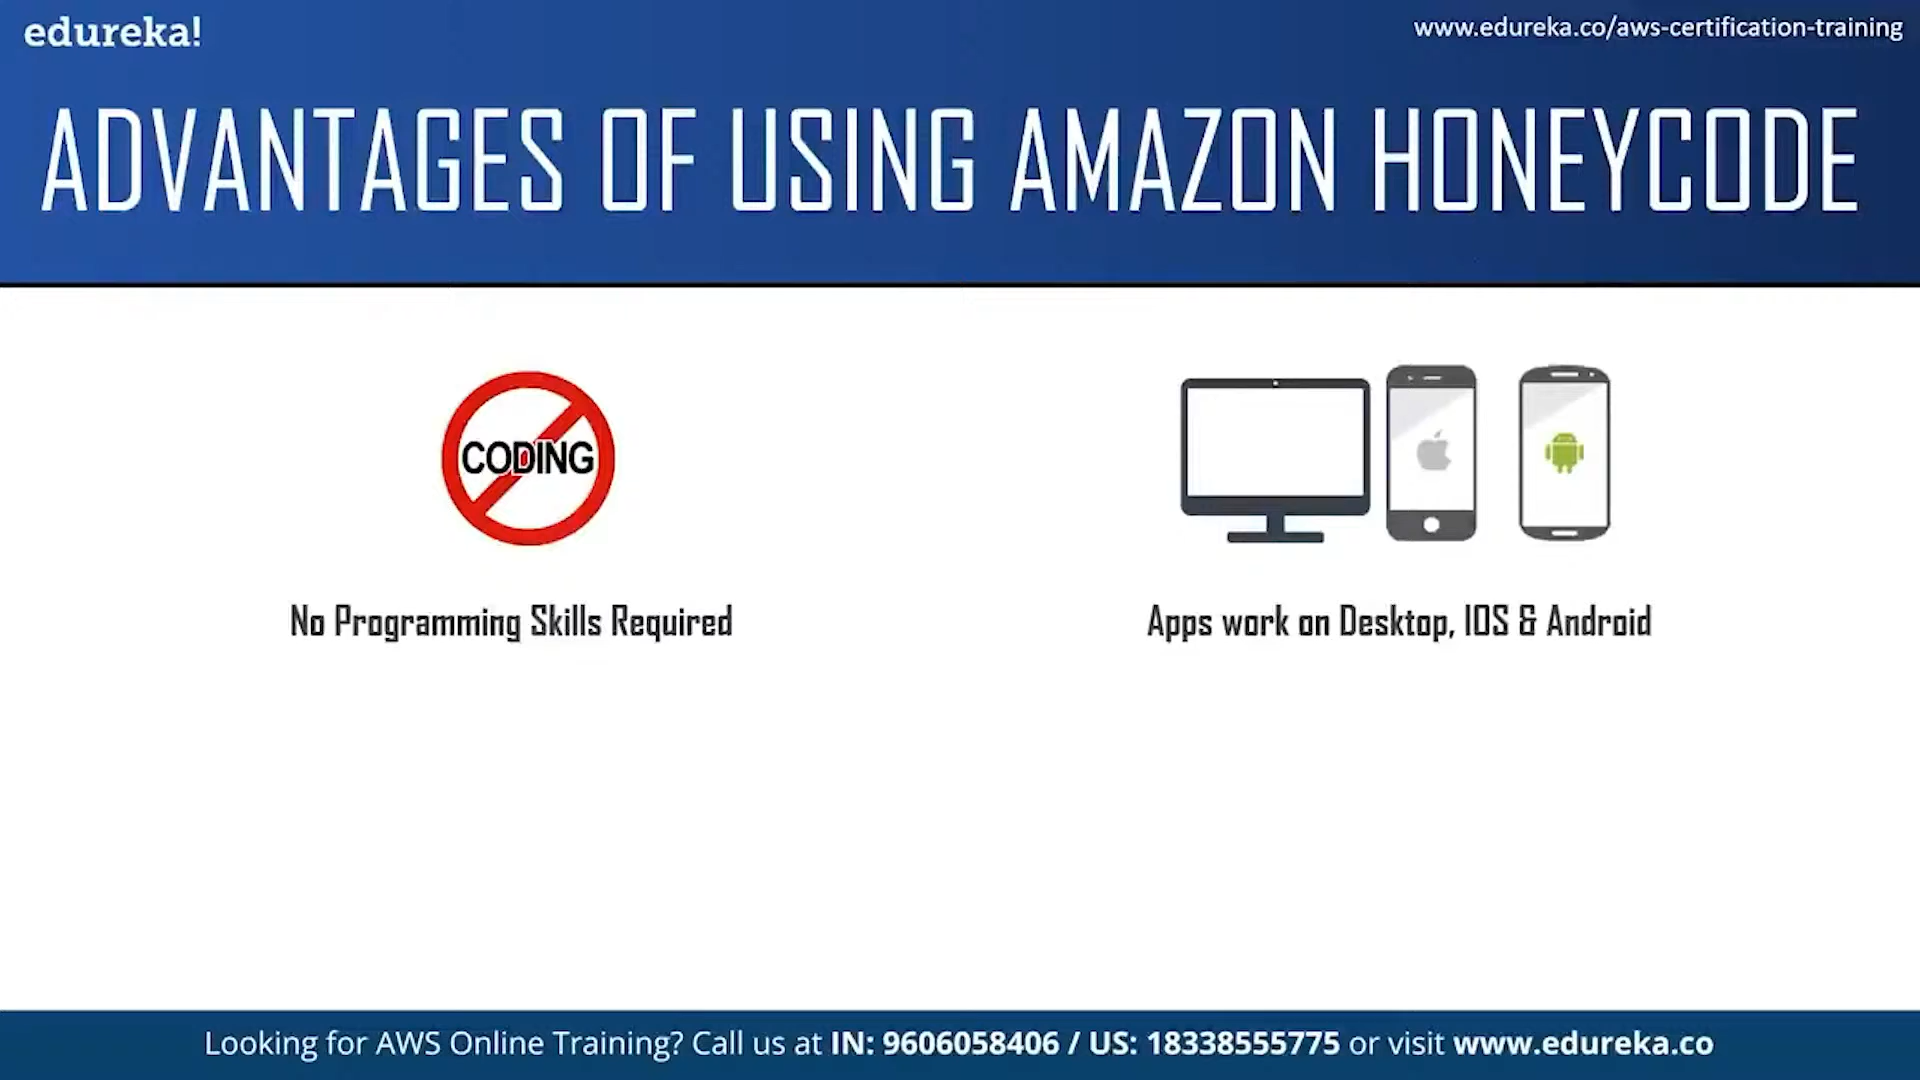 edureka!
www.edureka.co/aws-certification-training
ADVANTAGES OF USING AMAZON HONEYCODE
CODING
No Programming Skills Required
Apps work on Desktop, IOS & Android
Looking for AWS Online Training? Call us at IN: 9606058406 / US: 18338555775 or visit www.edureka.co